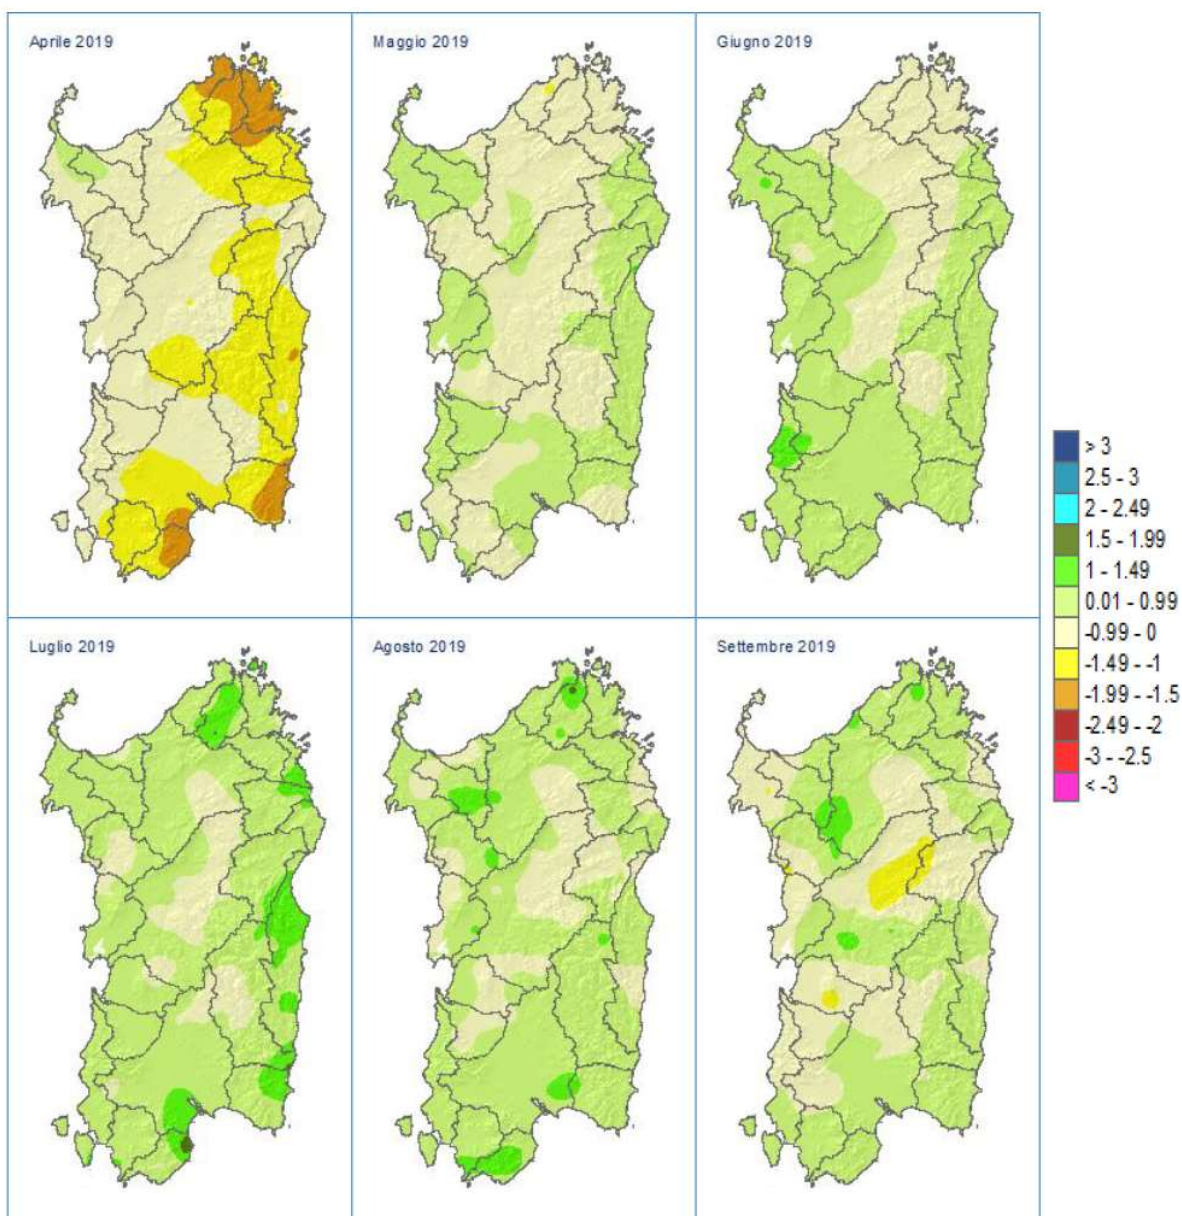 Aprile 2019
Maggio 2019
Giugno 2019
> 3
2.5 - 3
2 - 2.49
1.5 - 1.99
1 - 1.49
0.01 - 0.99
-0.99 - 0
-1.49 - -1
-1.99 - -1.5
-2.49 - -2
-3 - -2.5
< -3
Luglio 2019
Agosto 2019
Settembre 2019